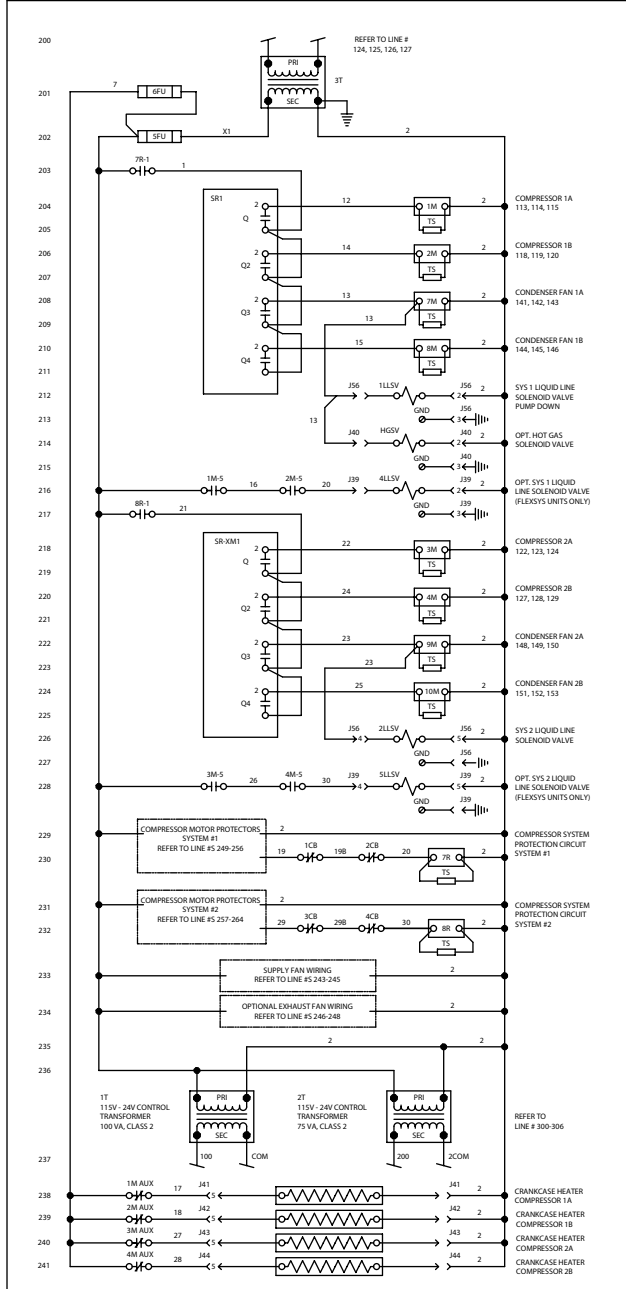 200
REFER TO LINE #
124, 125, 126, 127
PRI
3T
SEC
201
7
6FU
202
5FU
X1
2
203
7R-1
1
SR1
204
2
12
1M
2
COMPRESSOR 1A
113, 114, 115
Q
TS
205
206
2
14
2M
2
COMPRESSOR 1B
118, 119, 120
Q2
TS
207
208
2
13
7M
2
CONDENSER FAN 1A
141, 142, 143
Q3
TS
209
13
210
2
15
8M
2
CONDENSER FAN 1B
144, 145, 146
Q4
TS
211
212
J56
1LLSV
J56
2
2
SYS 1 LIQUID LINE
SOLENOID VALVE
PUMP DOWN
213
13
GND
J56
3
214
J40
HGSV
J40
2
2
OPT. HOT GAS
SOLENOID VALVE
215
GND
J40
3
216
1M-5
16
2M-5
20
J39
4LLSV
J39
2
2
OPT. SYS 1 LIQUID
LINE SOLENOID VALVE
(FLEXSYS UNITS ONLY)
217
8R-1
21
GND
J39
3
SR-XM1
218
2
22
3M
2
COMPRESSOR 2A
122, 123, 124
Q
TS
219
220
2
24
4M
2
COMPRESSOR 2B
127, 128, 129
Q2
TS
221
222
2
23
9M
2
CONDENSER FAN 2A
148, 149, 150
Q3
TS
223
23
224
2
25
10M
2
CONDENSER FAN 2B
151, 152, 153
Q4
TS
225
226
J56
4
2LLSV
J56
5
2
SYS 2 LIQUID LINE
SOLENOID VALVE
227
GND
J56
228
3M-5
26
4M-5
30
J39
4
5LLSV
J39
5
2
OPT. SYS 2 LIQUID
LINE SOLENOID VALVE
(FLEXSYS UNITS ONLY)
GND
J39
229
COMPRESSOR MOTOR PROTECTORS
SYSTEM #1
REFER TO LINE #S 249-256
2
COMPRESSOR SYSTEM
PROTECTION CIRCUIT
SYSTEM #1
230
19
1CB
19B
2CB
20
7R
2
TS
231
COMPRESSOR MOTOR PROTECTORS
SYSTEM #2
REFER TO LINE #S 257-264
2
COMPRESSOR SYSTEM
PROTECTION CIRCUIT
SYSTEM #2
232
29
3CB
29B
4CB
30
8R
2
TS
233
SUPPLY FAN WIRING
REFER TO LINE #S 243-245
2
234
OPTIONAL EXHAUST FAN WIRING
REFER TO LINE #S 246-248
2
235
2
2
236
1T
115V - 24V CONTROL
TRANSFORMER
100 VA, CLASS 2
PRI
SEC
2T
115V - 24V CONTROL
TRANSFORMER
75 VA, CLASS 2
PRI
SEC
REFER TO
LINE # 300-306
237
100
COM
200
2COM
238
1M AUX
17
J41
5
J41
2
CRANKCASE HEATER
COMPRESSOR 1A
239
2M AUX
18
J42
5
J42
2
CRANKCASE HEATER
COMPRESSOR 1B
240
3M AUX
27
J43
5
J43
2
CRANKCASE HEATER
COMPRESSOR 2A
241
4M AUX
28
J44
5
J44
2
CRANKCASE HEATER
COMPRESSOR 2B